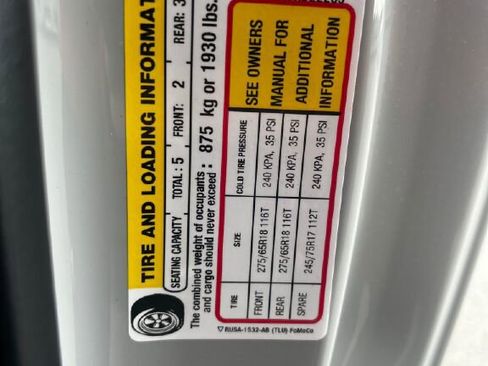 TIRE AND LOADING INFORMAT
SEATING CAPACITY TOTAL : 5 FRONT: 2 REAR: 3
The combined weight of occupants
and cargo should never exceed : 875 kg or 1930 lbs.
TIRE SIZE COLD TIRE PRESSURE
FRONT 275/65R18 116T 240 KPA, 35 PSI
REAR 275/65R18 116T 240 KPA, 35 PSI
SPARE 245/75R17 112T 240 KPA, 35 PSI
SEE OWNERS
MANUAL FOR
ADDITIONAL
INFORMATION
RUSA-1532-AB (TLU) FoMoCo